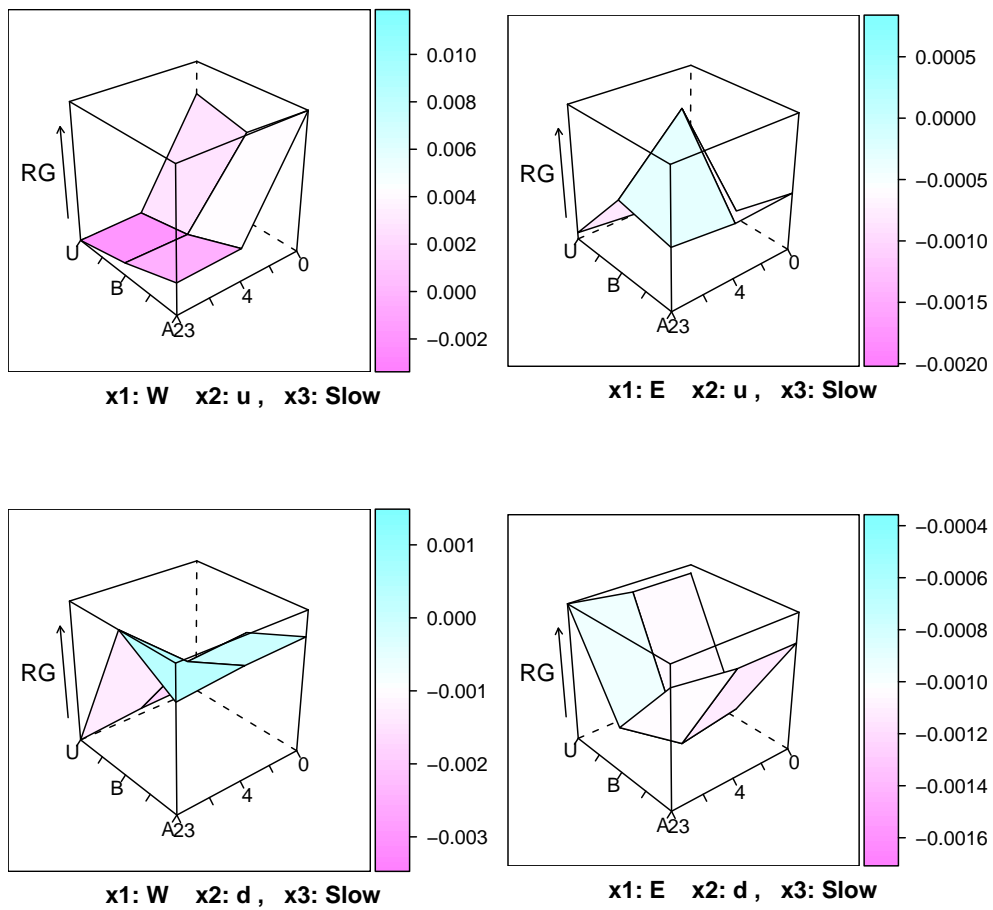 RG
U
B
A23
4
0
0.010
0.008
0.006
0.004
0.002
0.000
−0.002
x1: W x2: u , x3: Slow
RG
U
B
A23
4
0
0.0005
0.0000
−0.0005
−0.0010
−0.0015
−0.0020
x1: E x2: u , x3: Slow
RG
U
B
A23
4
0
0.001
0.000
−0.001
−0.002
−0.003
x1: W x2: d , x3: Slow
RG
U
B
A23
4
0
−0.0004
−0.0006
−0.0008
−0.0010
−0.0012
−0.0014
−0.0016
x1: E x2: d , x3: Slow